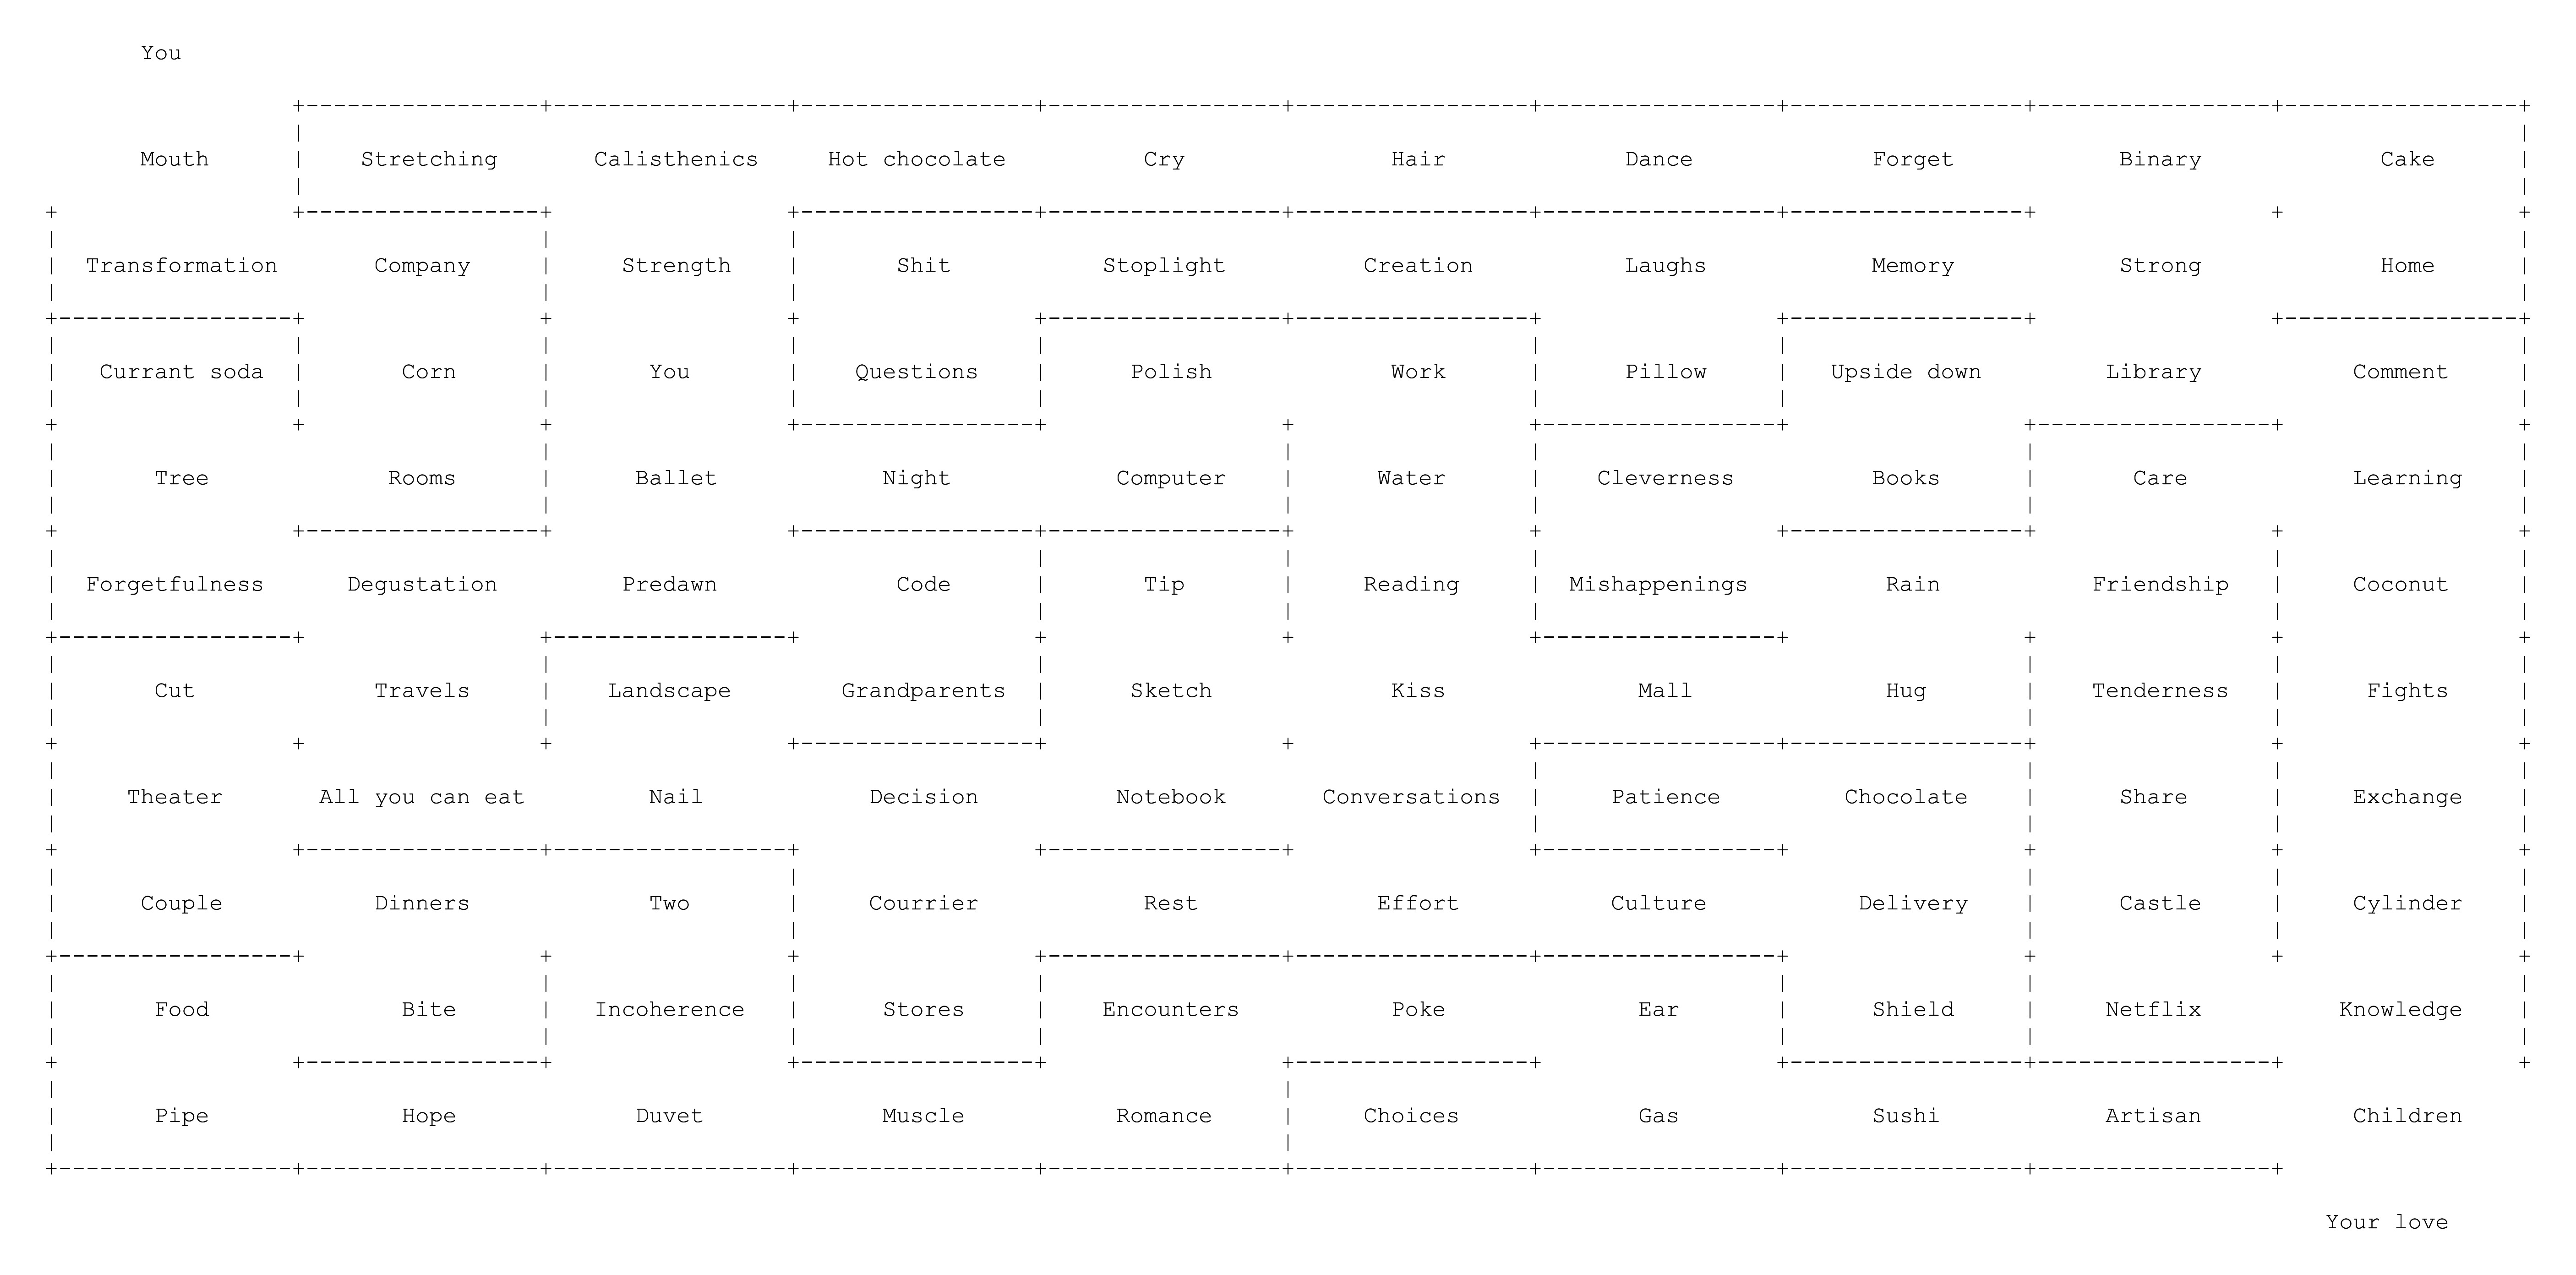 You
Mouth Stretching Calisthenics Hot chocolate Cry Hair Dance Forget Binary Cake
Transformation Company Strength Shit Stoplight Creation Laughs Memory Strong Home
Currant soda Corn You Questions Polish Work Pillow Upside down Library Comment
Tree Rooms Ballet Night Computer Water Cleverness Books Care Learning
Forgetfulness Degustation Predawn Code Tip Reading Mishappenings Rain Friendship Coconut
Cut Travels Landscape Grandparents Sketch Kiss Mall Hug Tenderness Fights
Theater All you can eat Nail Decision Notebook Conversations Patience Chocolate Share Exchange
Couple Dinners Two Courrier Rest Effort Culture Delivery Castle Cylinder
Food Bite Incoherence Stores Encounters Poke Ear Shield Netflix Knowledge
Pipe Hope Duvet Muscle Romance Choices Gas Sushi Artisan Children
Your love